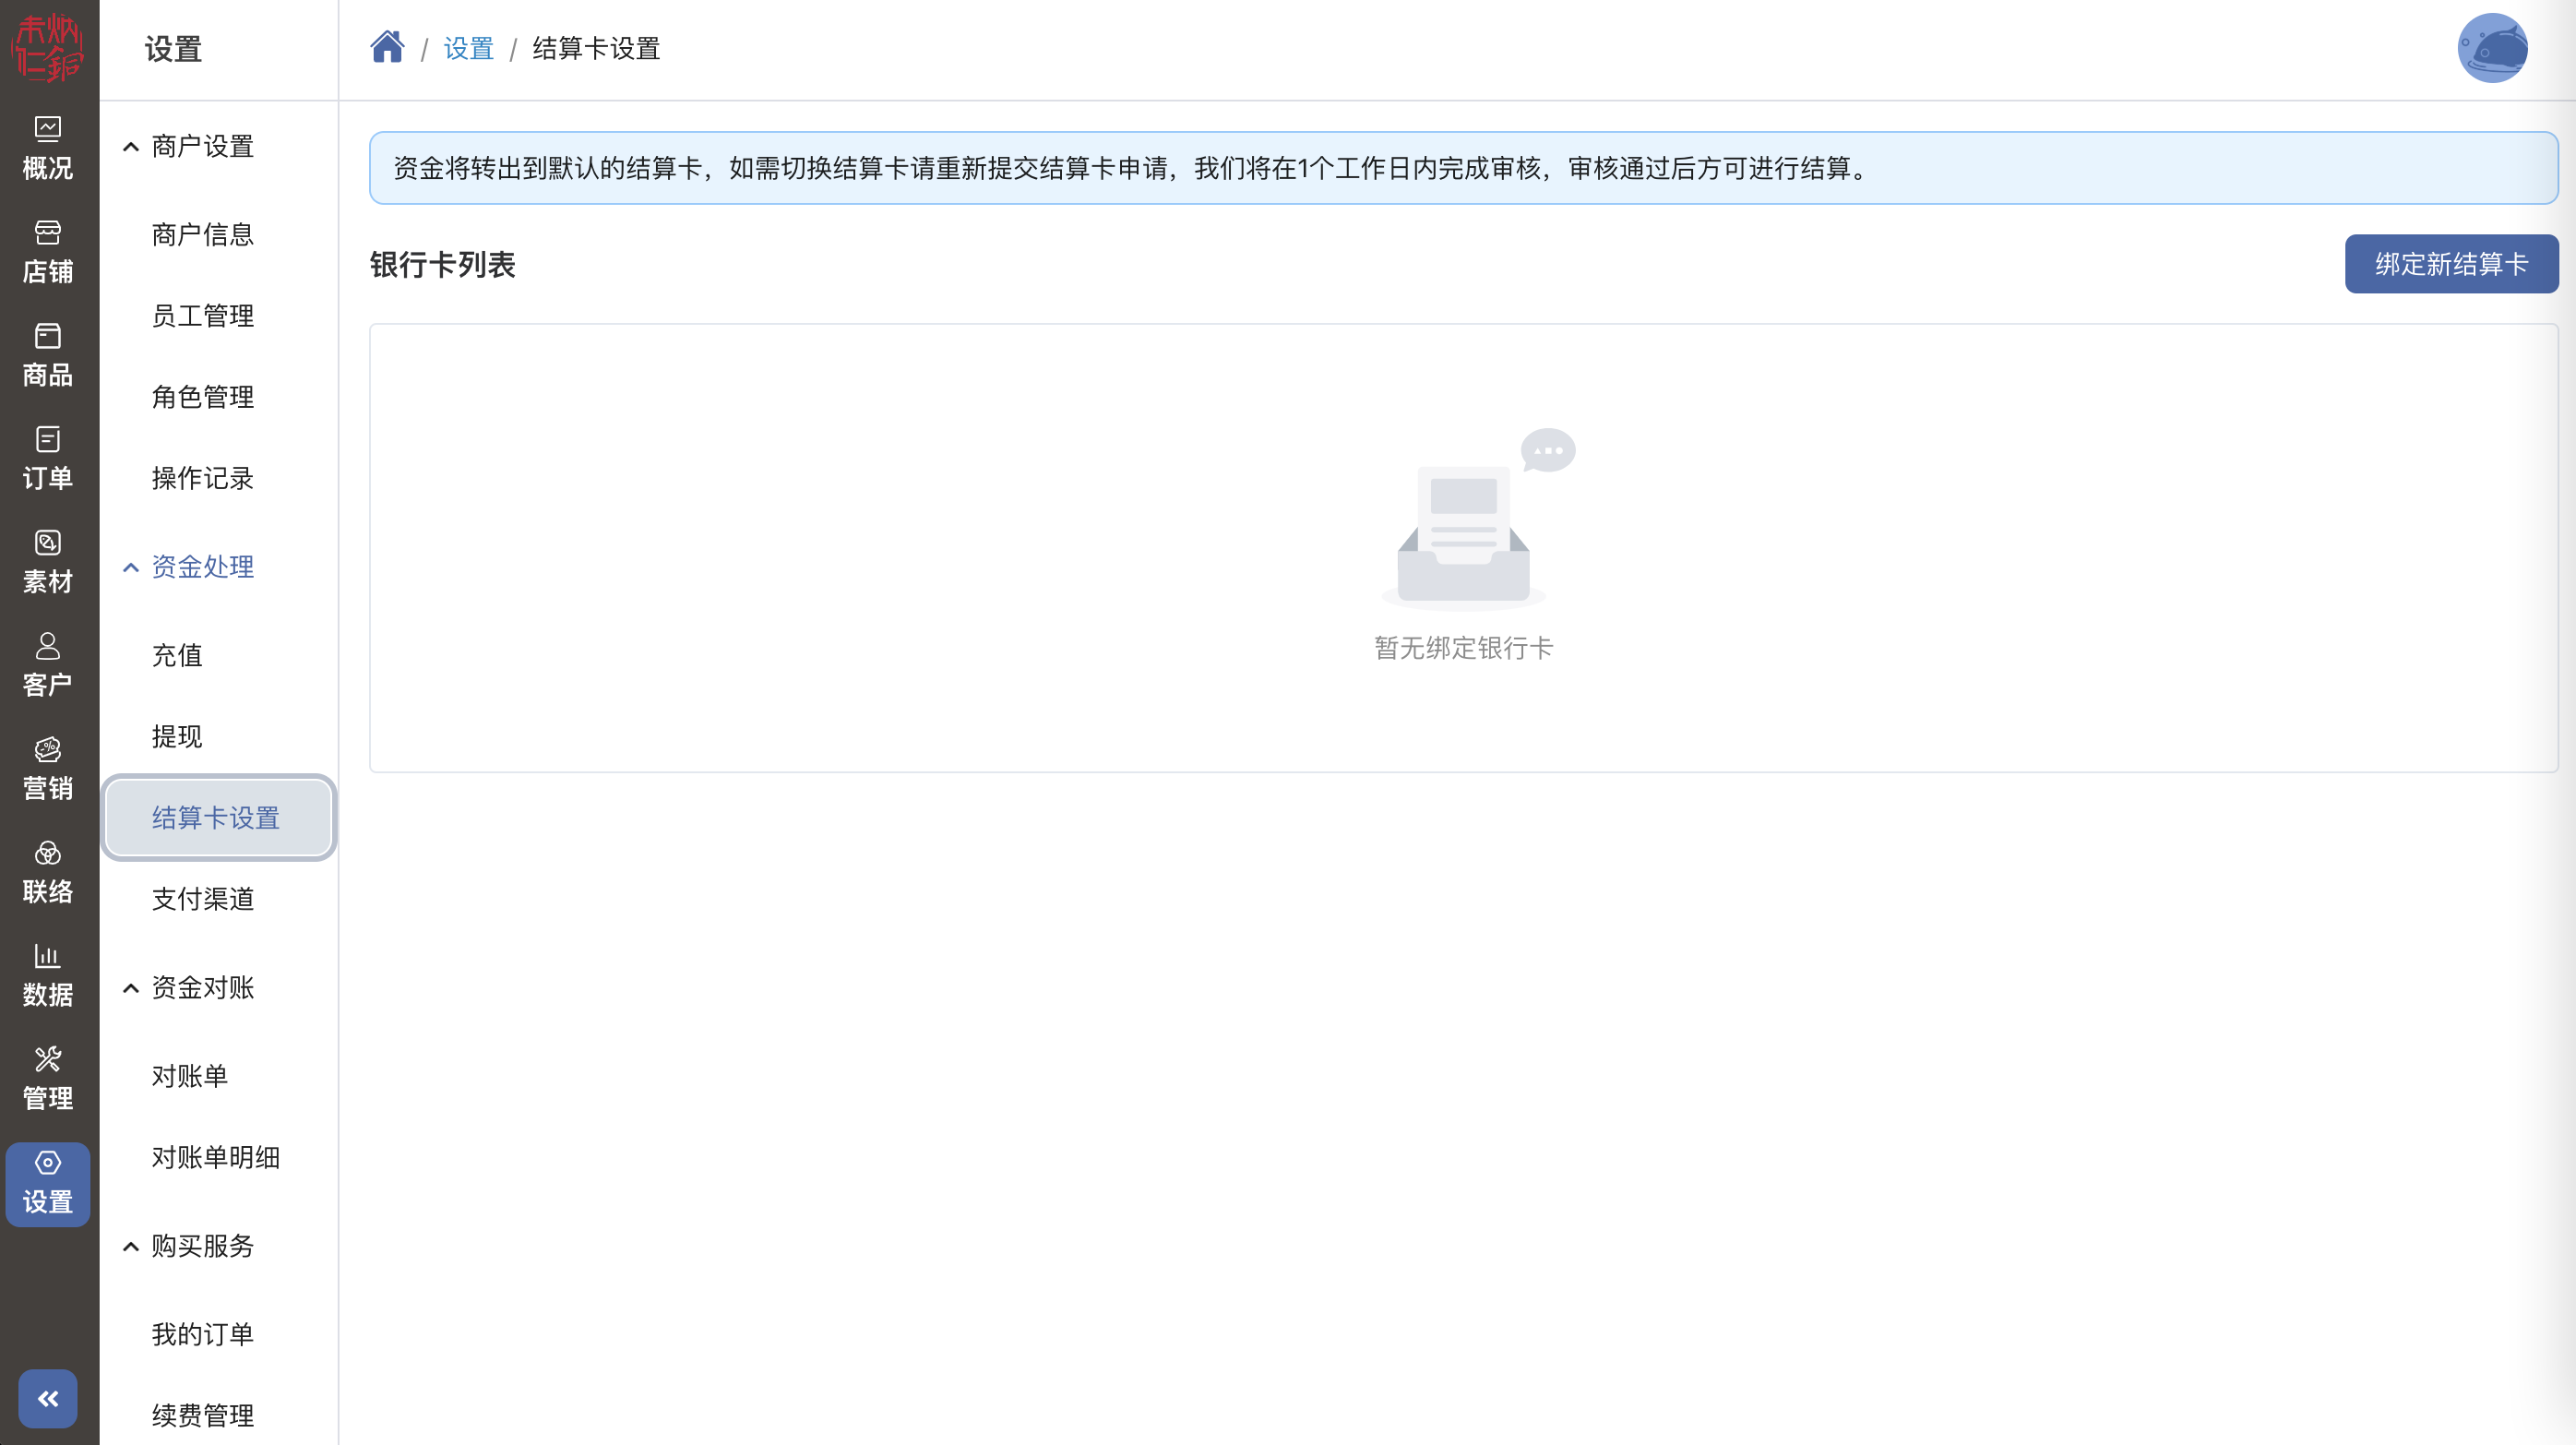 设置
/ 设置 / 结算卡设置
概况
店铺
商品
订单
素材
客户
营销
联络
数据
管理
设置
商户设置
商户信息
员工管理
角色管理
操作记录
资金处理
充值
提现
结算卡设置
支付渠道
资金对账
对账单
对账单明细
购买服务
我的订单
续费管理
资金将转出到默认的结算卡，如需切换结算卡请重新提交结算卡申请，我们将在1个工作日内完成审核，审核通过后方可进行结算。
银行卡列表
绑定新结算卡
暂无绑定银行卡